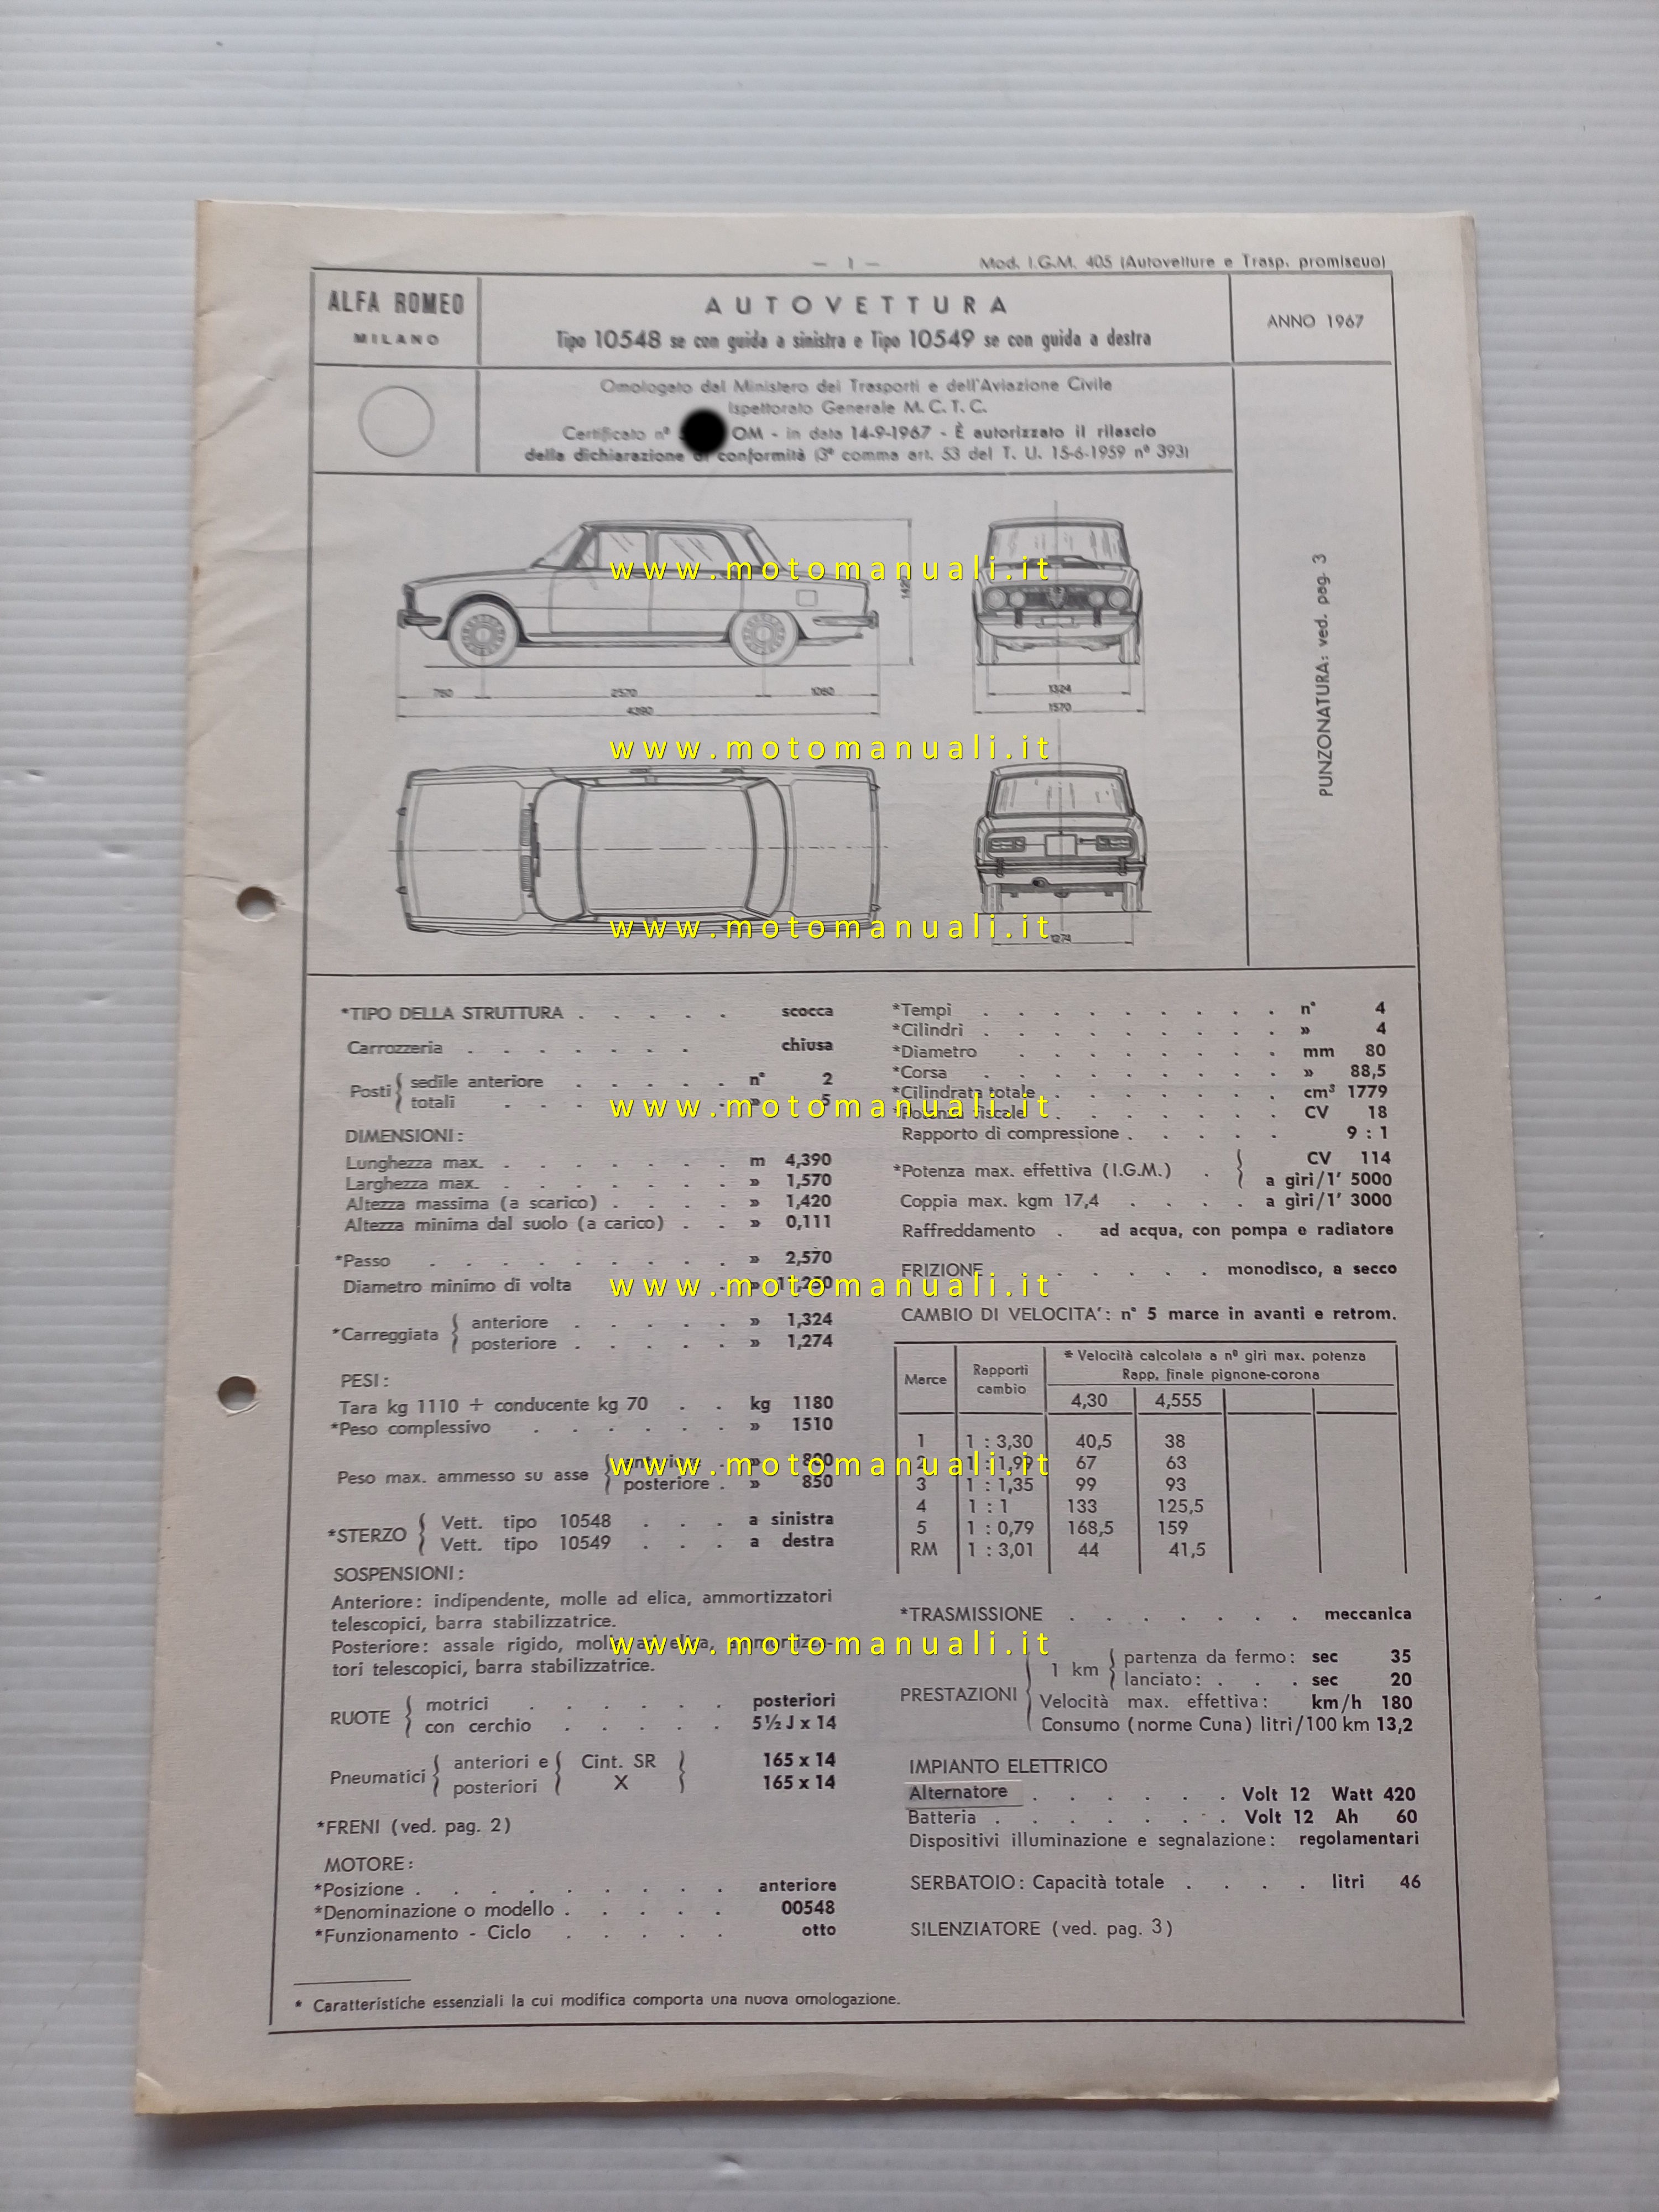 — 1 —
Mod. I.G.M. 405 (Autovetture e Trasp. promiscuo)
ALFA ROMEO
MILANO
AUTOVETTURA
Tipo 10548 se con guida a sinistra e Tipo 10549 se con guida a destra
ANNO 1967
Omologato dal Ministero dei Trasporti e dell'Aviazione Civile
Ispettorato Generale M. C. T. C.
Certificato nº OM - in data 14-9-1967 - È autorizzato il rilascio
della dichiarazione di conformità (3º comma art. 53 del T. U. 15-6-1959 nº 393)
PUNZONATURA: ved. pag. 3
www.motomanuali.it
1420
760 2570 1060
4390
1324
1570
www.motomanuali.it
www.motomanuali.it
1274
*TIPO DELLA STRUTTURA . . . . . scocca
Carrozzeria . . . . . . . chiusa
Posti { sedile anteriore . . . . . n° 2
totali . . . . » 5
DIMENSIONI:
Lunghezza max. . . . . . . . m 4,390
Larghezza max. . . . . . . . » 1,570
Altezza massima (a scarico) . . . . » 1,420
Altezza minima dal suolo (a carico) . . » 0,111
*Passo . . . . . . . . . » 2,570
Diametro minimo di volta . »
*Carreggiata { anteriore . . . . . » 1,324
posteriore . . . . . » 1,274
PESI:
Tara kg 1110 + conducente kg 70 . . kg 1180
*Peso complessivo . . . . . . » 1510
Peso max. ammesso su asse { anteriore . »
posteriore . » 850
*STERZO { Vett. tipo 10548 . . . a sinistra
Vett. tipo 10549 . . . a destra
SOSPENSIONI:
Anteriore: indipendente, molle ad elica, ammortizzatori
telescopici, barra stabilizzatrice.
Posteriore: assale rigido, molle ad elica, ammortizza-
tori telescopici, barra stabilizzatrice.
RUOTE { motrici . . . . . . posteriori
con cerchio . . . . . 5½ J x 14
Pneumatici { anteriori e { Cint. SR } 165 x 14
posteriori { X } 165 x 14
*FRENI (ved. pag. 2)
MOTORE:
*Posizione . . . . . . . . . anteriore
*Denominazione o modello . . . . . 00548
*Funzionamento - Ciclo . . . . . otto
*Tempi . . . . . . . . . n° 4
*Cilindri . . . . . . . . . » 4
*Diametro . . . . . . . . mm 80
*Corsa . . . . . . . . . » 88,5
*Cilindrata totale . . . . . . . cm³ 1779
*Potenza fiscale . . . . . . . CV 18
www.motomanuali.it
Rapporto di compressione . . . . . 9 : 1
*Potenza max. effettiva (I.G.M.) . { CV 114
a giri/1' 5000
Coppia max. kgm 17,4 . . . . a giri/1' 3000
Raffreddamento . ad acqua, con pompa e radiatore
FRIZIONE . . . . . monodisco, a secco
www.motomanuali.it
CAMBIO DI VELOCITA': n° 5 marce in avanti e retrom.
Marce
Rapporti
cambio
* Velocità calcolata a nº giri max. potenza
Rapp. finale pignone-corona
4,30 4,555
1 1 : 3,30 40,5 38
2 1 : 1,99 67 63
www.motomanuali.it
3 1 : 1,35 99 93
4 1 : 1 133 125,5
5 1 : 0,79 168,5 159
RM 1 : 3,01 44 41,5
*TRASMISSIONE . . . . . . . meccanica
www.motomanuali.it
PRESTAZIONI { 1 km { partenza da fermo: sec 35
lanciato: . . . sec 20
Velocità max. effettiva: km/h 180
Consumo (norme Cuna) litri/100 km 13,2
IMPIANTO ELETTRICO
Alternatore . . . . . . Volt 12 Watt 420
Batteria . . . . . . . Volt 12 Ah 60
Dispositivi illuminazione e segnalazione: regolamentari
SERBATOIO: Capacità totale . . . . litri 46
SILENZIATORE (ved. pag. 3)
* Caratteristiche essenziali la cui modifica comporta una nuova omologazione.